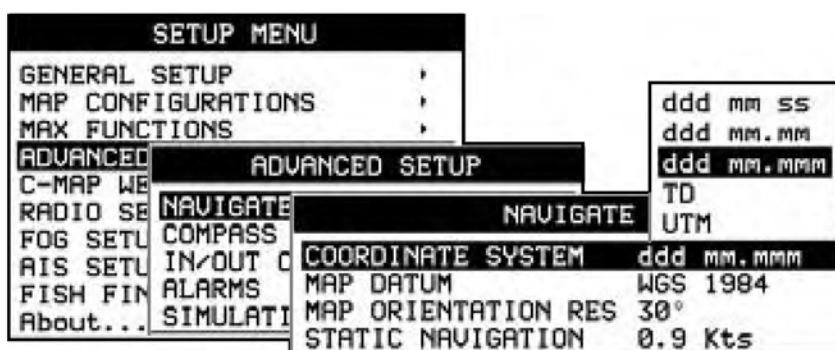 SETUP MENU
GENERAL SETUP
MAP CONFIGURATIONS
MAX FUNCTIONS
ADVANCED
C-MAP WE
RADIO SE
FOG SETU
AIS SETU
FISH FIN
About...
ADVANCED SETUP
NAVIGATE
COMPASS
IN/OUT C
ALARMS
SIMULATI
NAVIGATE
COORDINATE SYSTEM ddd mm.mmm
MAP DATUM WGS 1984
MAP ORIENTATION RES 30°
STATIC NAVIGATION 0.9 Kts
ddd mm ss
ddd mm.mm
ddd mm.mmm
TD
UTM